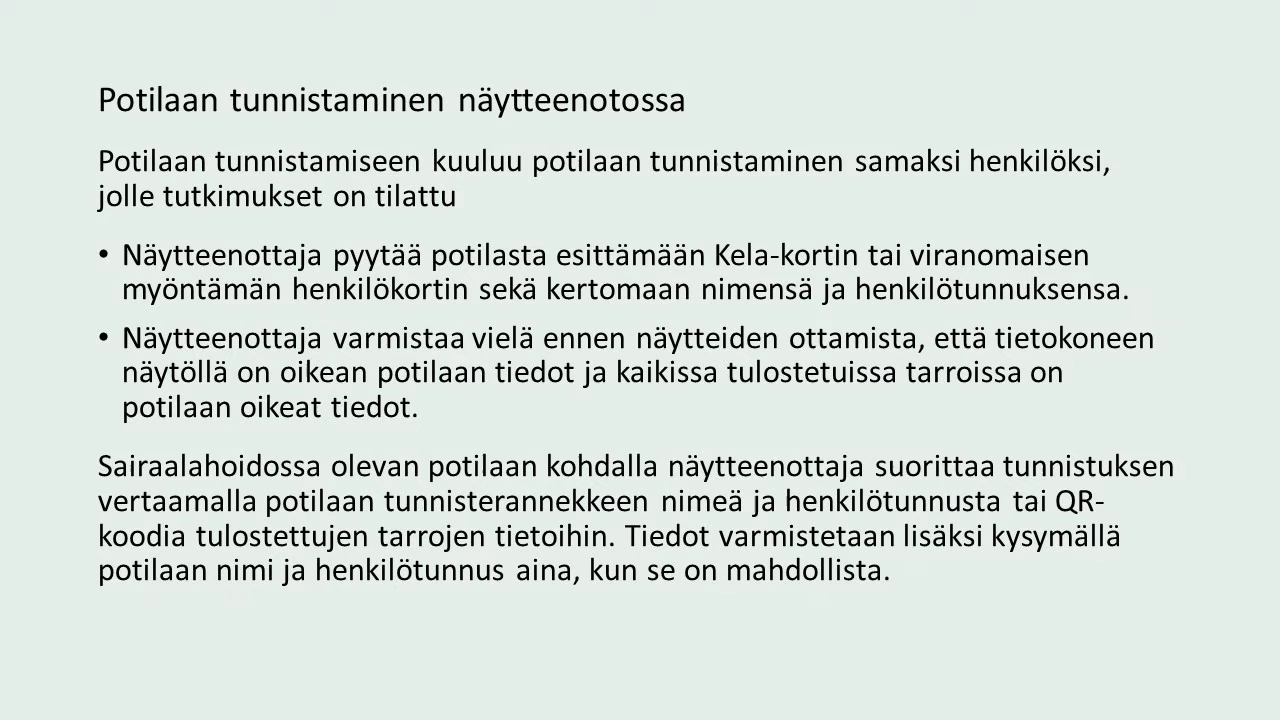 Potilaan tunnistaminen näytteenotossa
Potilaan tunnistamiseen kuuluu potilaan tunnistaminen samaksi henkilöksi,
jolle tutkimukset on tilattu
• Näytteenottaja pyytää potilasta esittämään Kela-kortin tai viranomaisen
myöntämän henkilökortin sekä kertomaan nimensä ja henkilötunnuksensa.
• Näytteenottaja varmistaa vielä ennen näytteiden ottamista, että tietokoneen
näytöllä on oikean potilaan tiedot ja kaikissa tulostetuissa tarroissa on
potilaan oikeat tiedot.
Sairaalahoidossa olevan potilaan kohdalla näytteenottaja suorittaa tunnistuksen
vertaamalla potilaan tunnisterannekkeen nimeä ja henkilötunnusta tai QR-
koodia tulostettujen tarrojen tietoihin. Tiedot varmistetaan lisäksi kysymällä
potilaan nimi ja henkilötunnus aina, kun se on mahdollista.